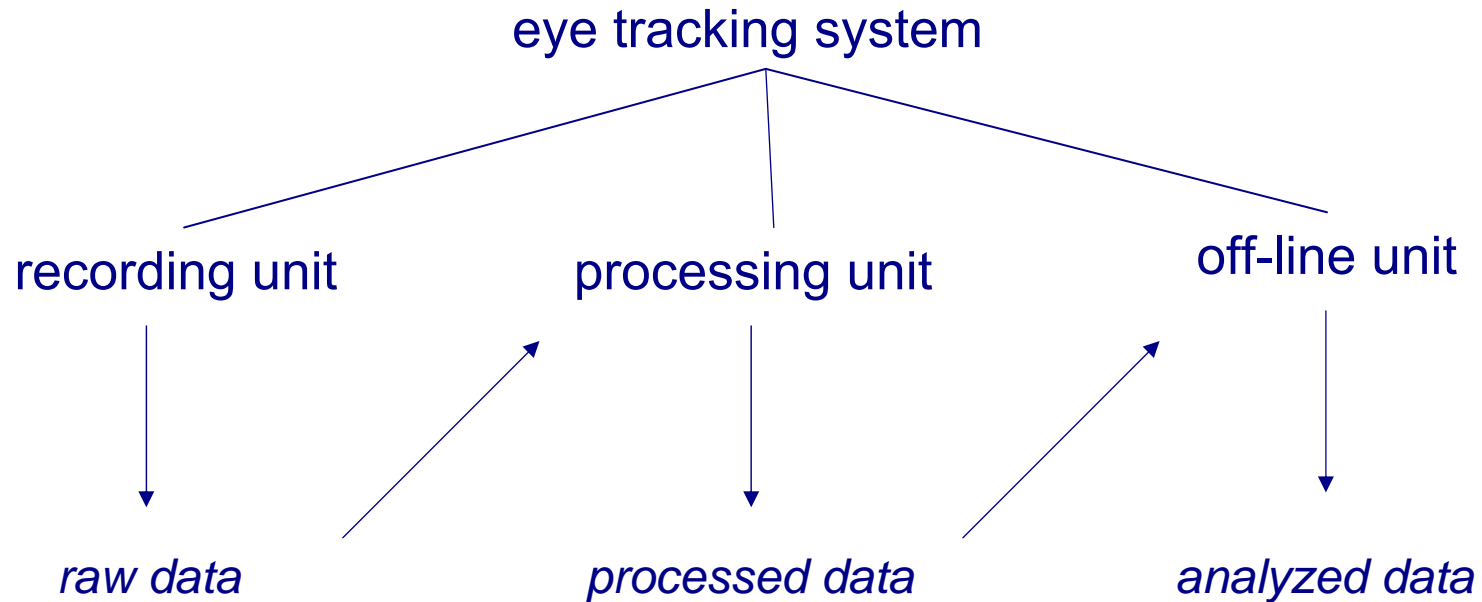 eye tracking system
recording unit
processing unit
off-line unit
raw data
processed data
analyzed data